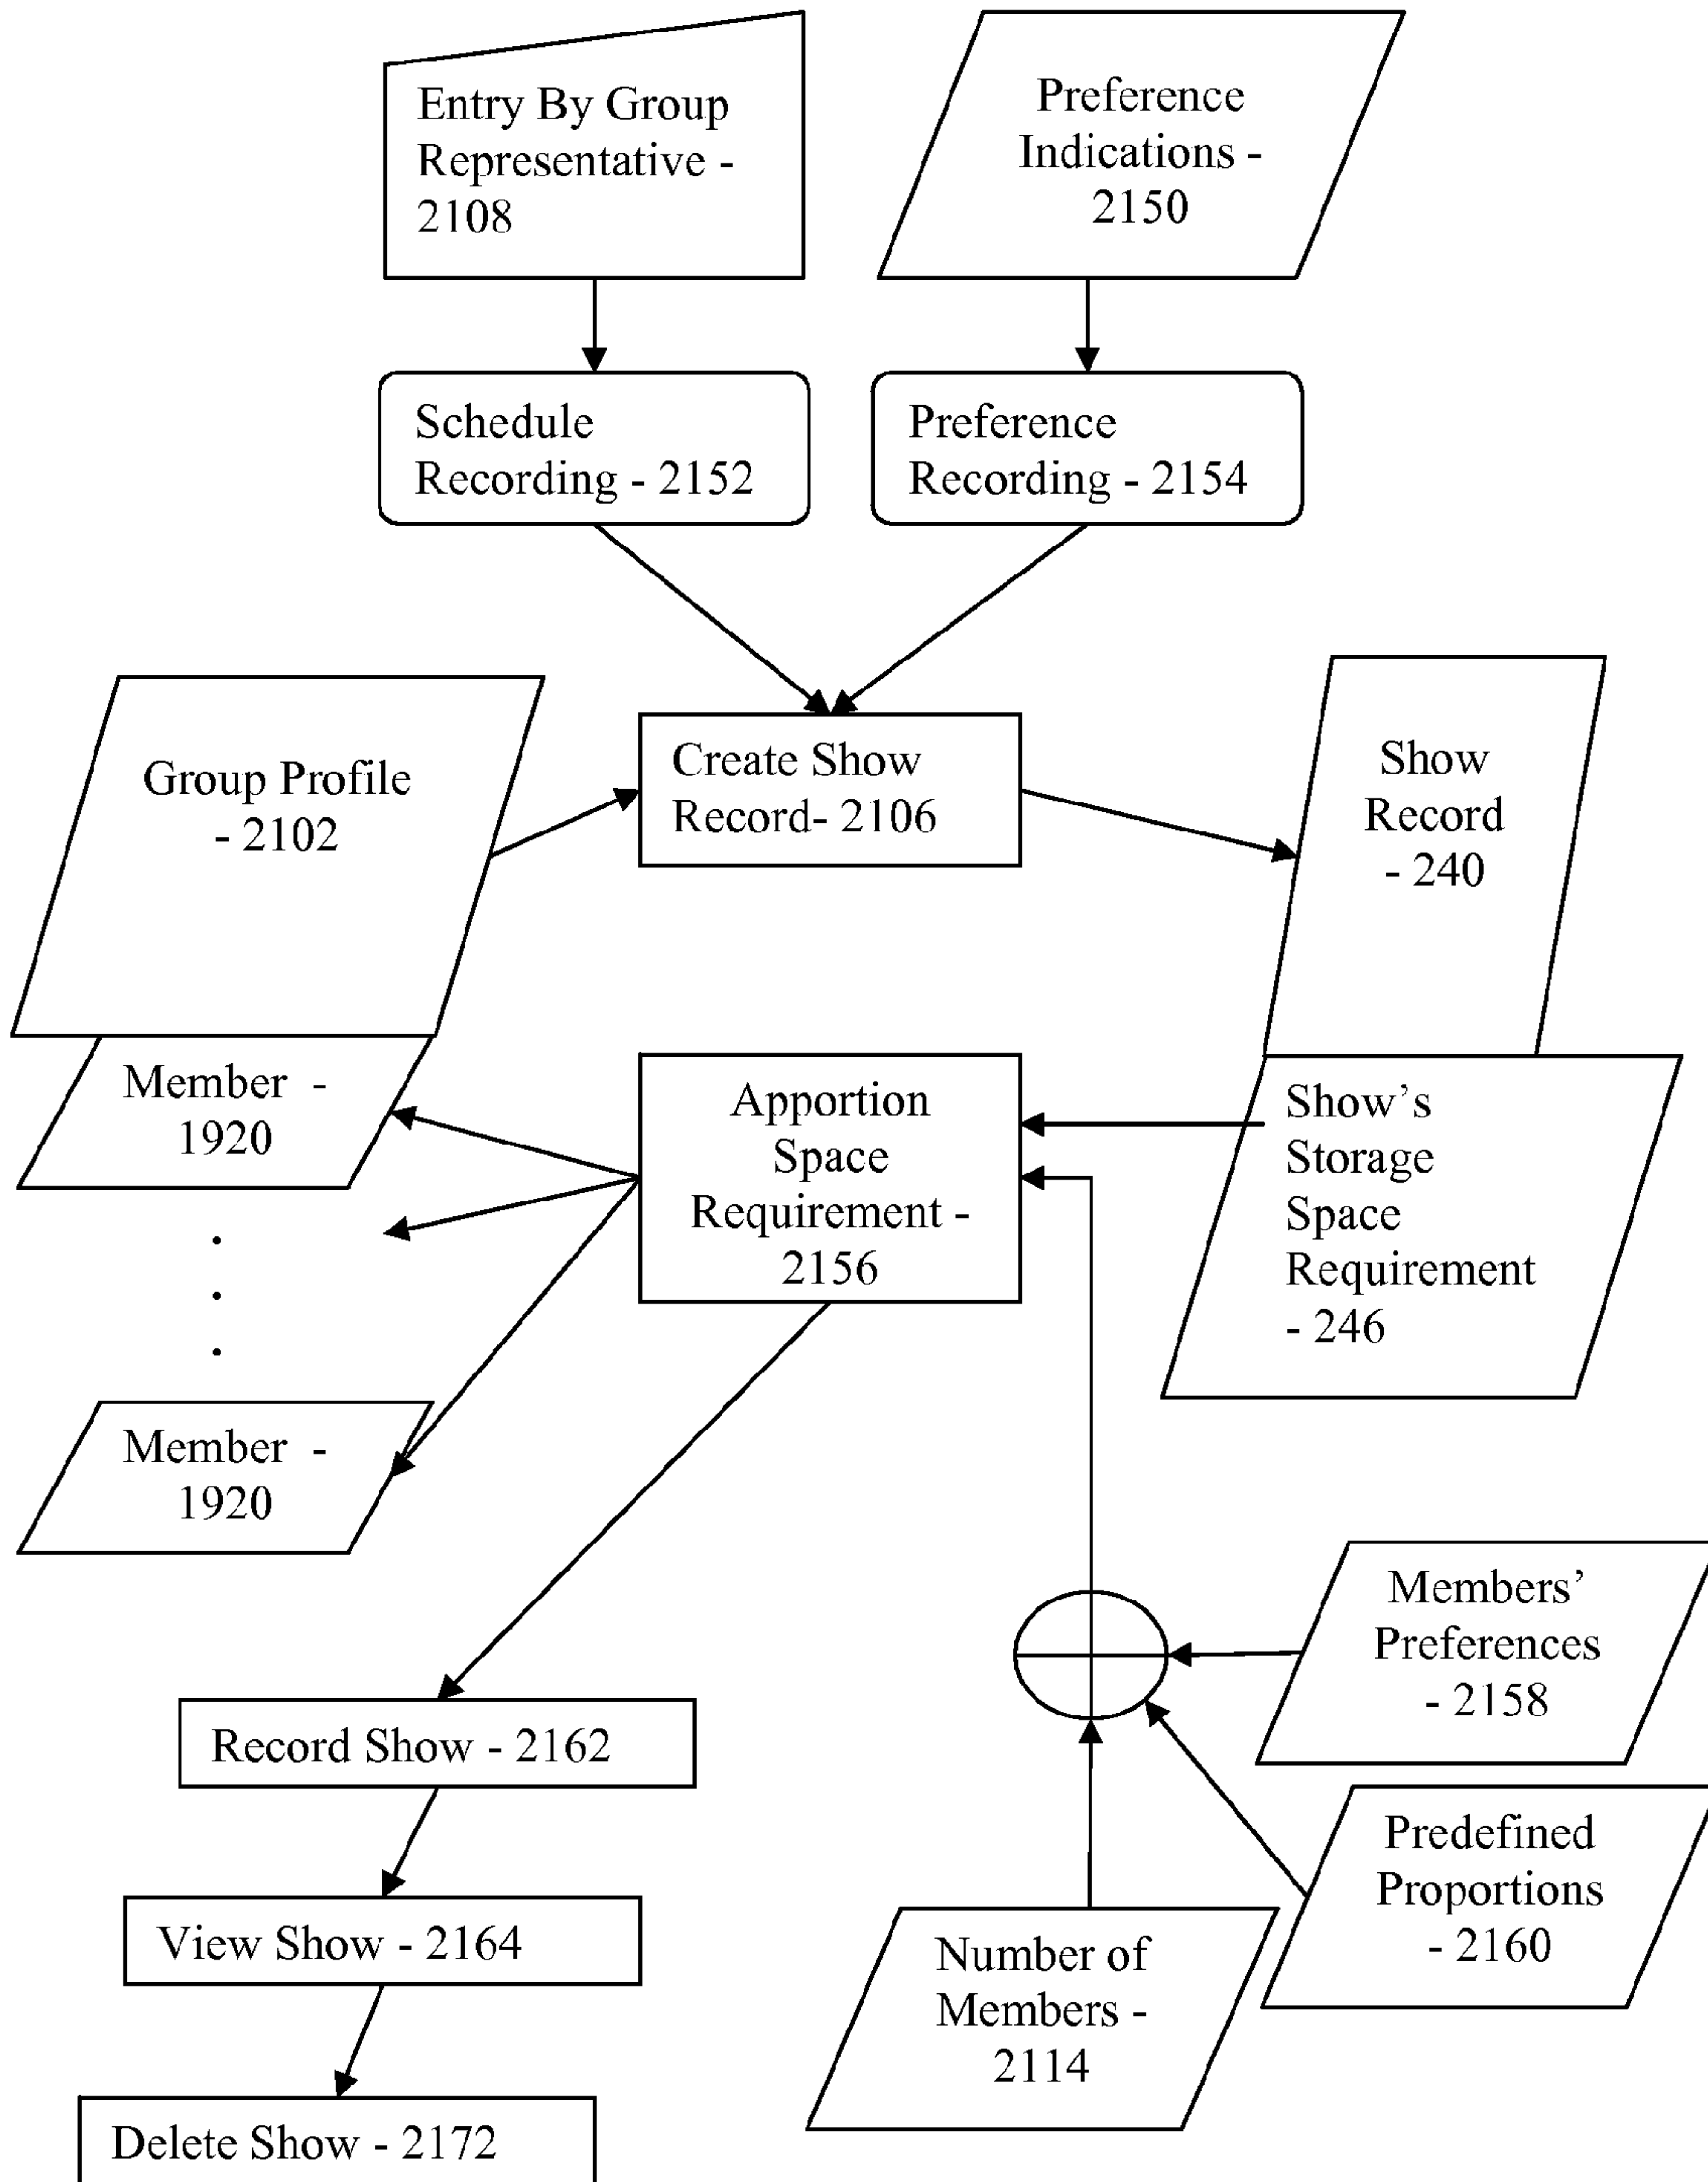 Entry By Group
Representative -
2108
Preference
Indications -
2150
Schedule
Recording - 2152
Preference
Recording - 2154
Group Profile
- 2102
Create Show
Record- 2106
Show
Record
- 240
Member -
1920
Apportion
Space
Requirement -
2156
Show’s
Storage
Space
Requirement
- 246
.
.
.
Member -
1920
Members’
Preferences
- 2158
Record Show - 2162
Predefined
Proportions
- 2160
View Show - 2164
Number of
Members -
2114
Delete Show - 2172